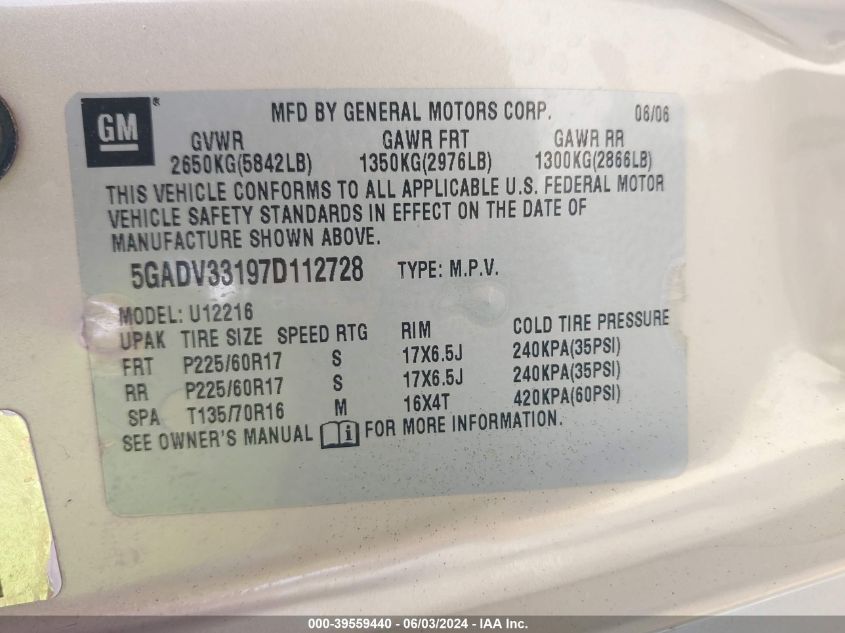 GM® MFD BY GENERAL MOTORS CORP. 06/06
GVWR GAWR FRT GAWR RR
2650KG(5842LB) 1350KG(2976LB) 1300KG(2866LB)
THIS VEHICLE CONFORMS TO ALL APPLICABLE U.S. FEDERAL MOTOR
VEHICLE SAFETY STANDARDS IN EFFECT ON THE DATE OF
MANUFACTURE SHOWN ABOVE.
5GADV33197D112728 TYPE: M.P.V.
MODEL: U12216
UPAK TIRE SIZE SPEED RTG RIM COLD TIRE PRESSURE
FRT P225/60R17 S 17X6.5J 240KPA(35PSI)
RR P225/60R17 S 17X6.5J 240KPA(35PSI)
SPA T135/70R16 M 16X4T 420KPA(60PSI)
SEE OWNER'S MANUAL i FOR MORE INFORMATION.
000-39559440 - 06/03/2024 - IAA Inc.